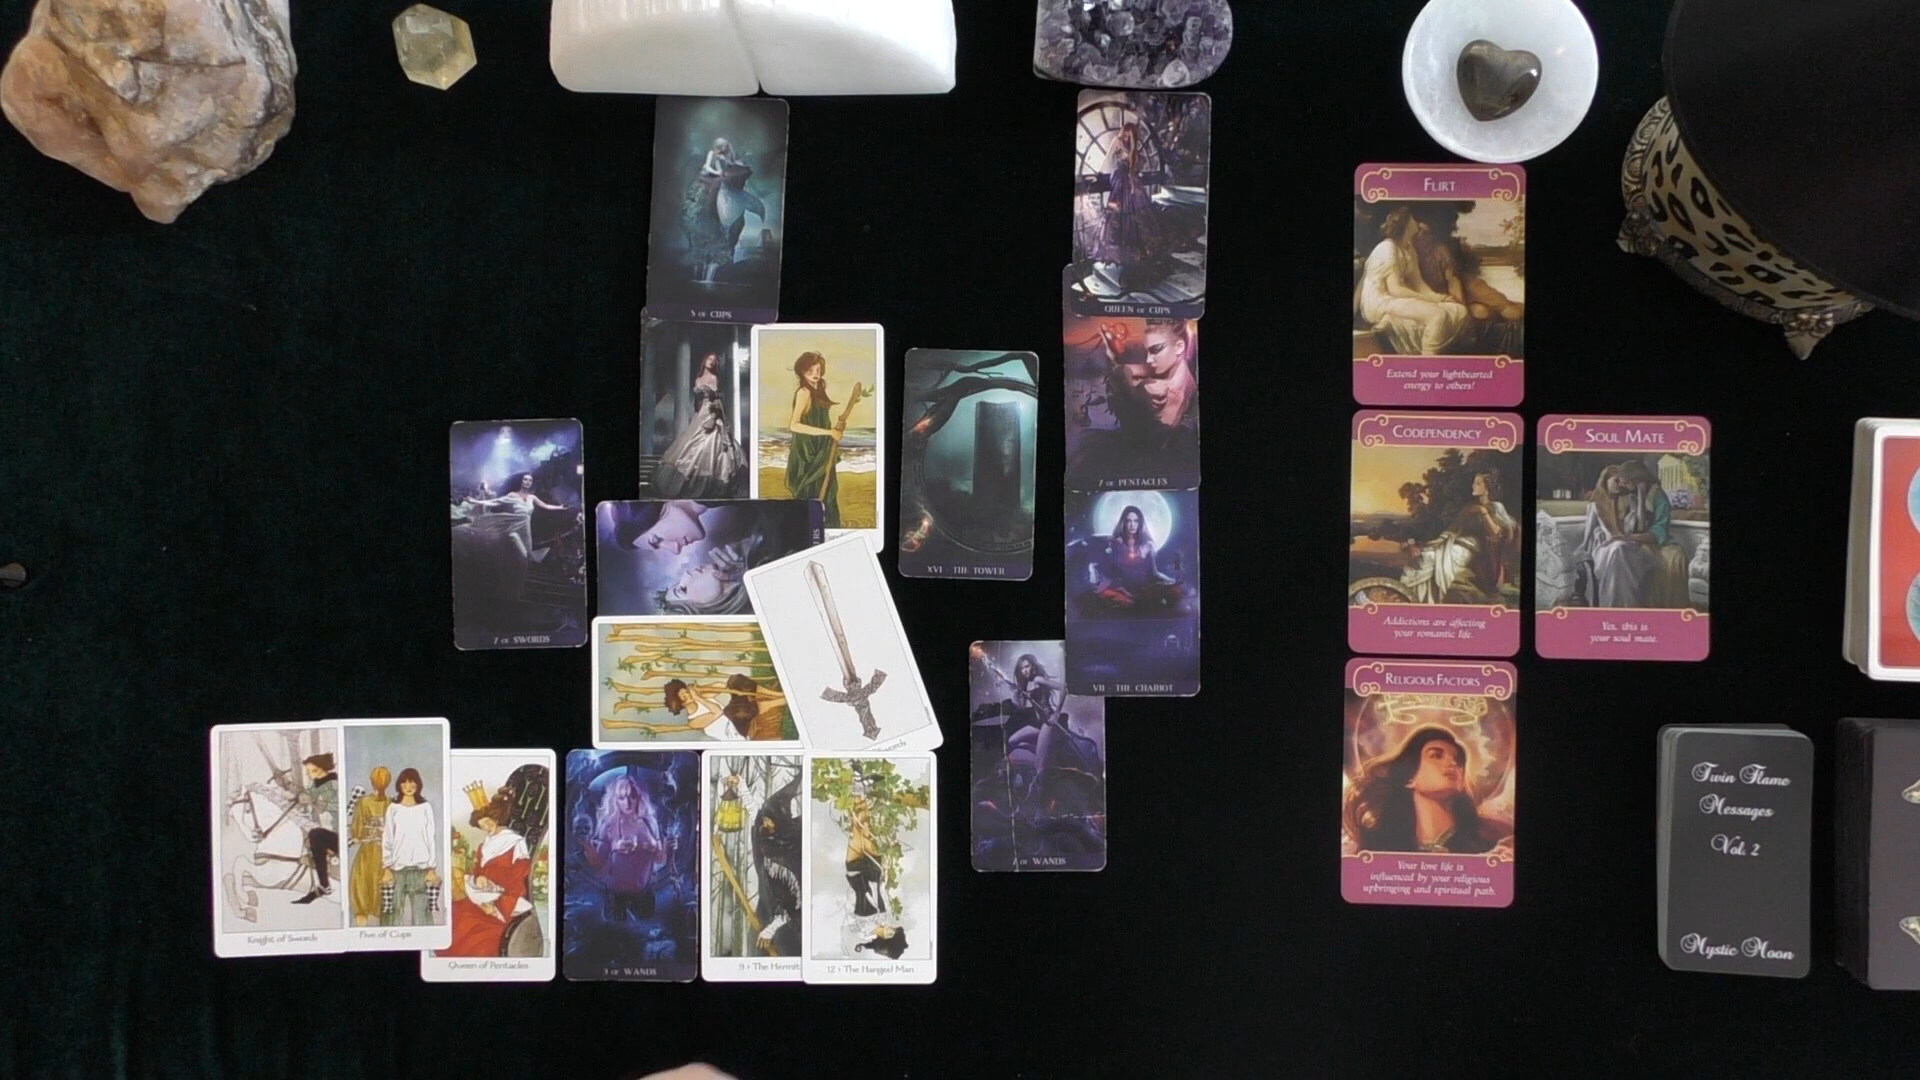 5 OF CUPS
QUEEN OF CUPS
FLIRT
Extend your lighthearted
energy to others!
7 OF PENTACLES
CODEPENDENCY
Addictions are affecting
your romantic life.
SOUL MATE
Yes, this is
your soul mate.
7 OF SWORDS
XVI · THE TOWER
VII · THE CHARIOT
Swords
RELIGIOUS FACTORS
Your love life is
influenced by your religious
upbringing and spiritual path.
Knight of Swords
Five of Cups
Queen of Pentacles
3 OF WANDS
9 : The Hermit
12 : The Hanged Man
OF WANDS
Twin Flame
Messages
Vol. 2
Mystic Moon